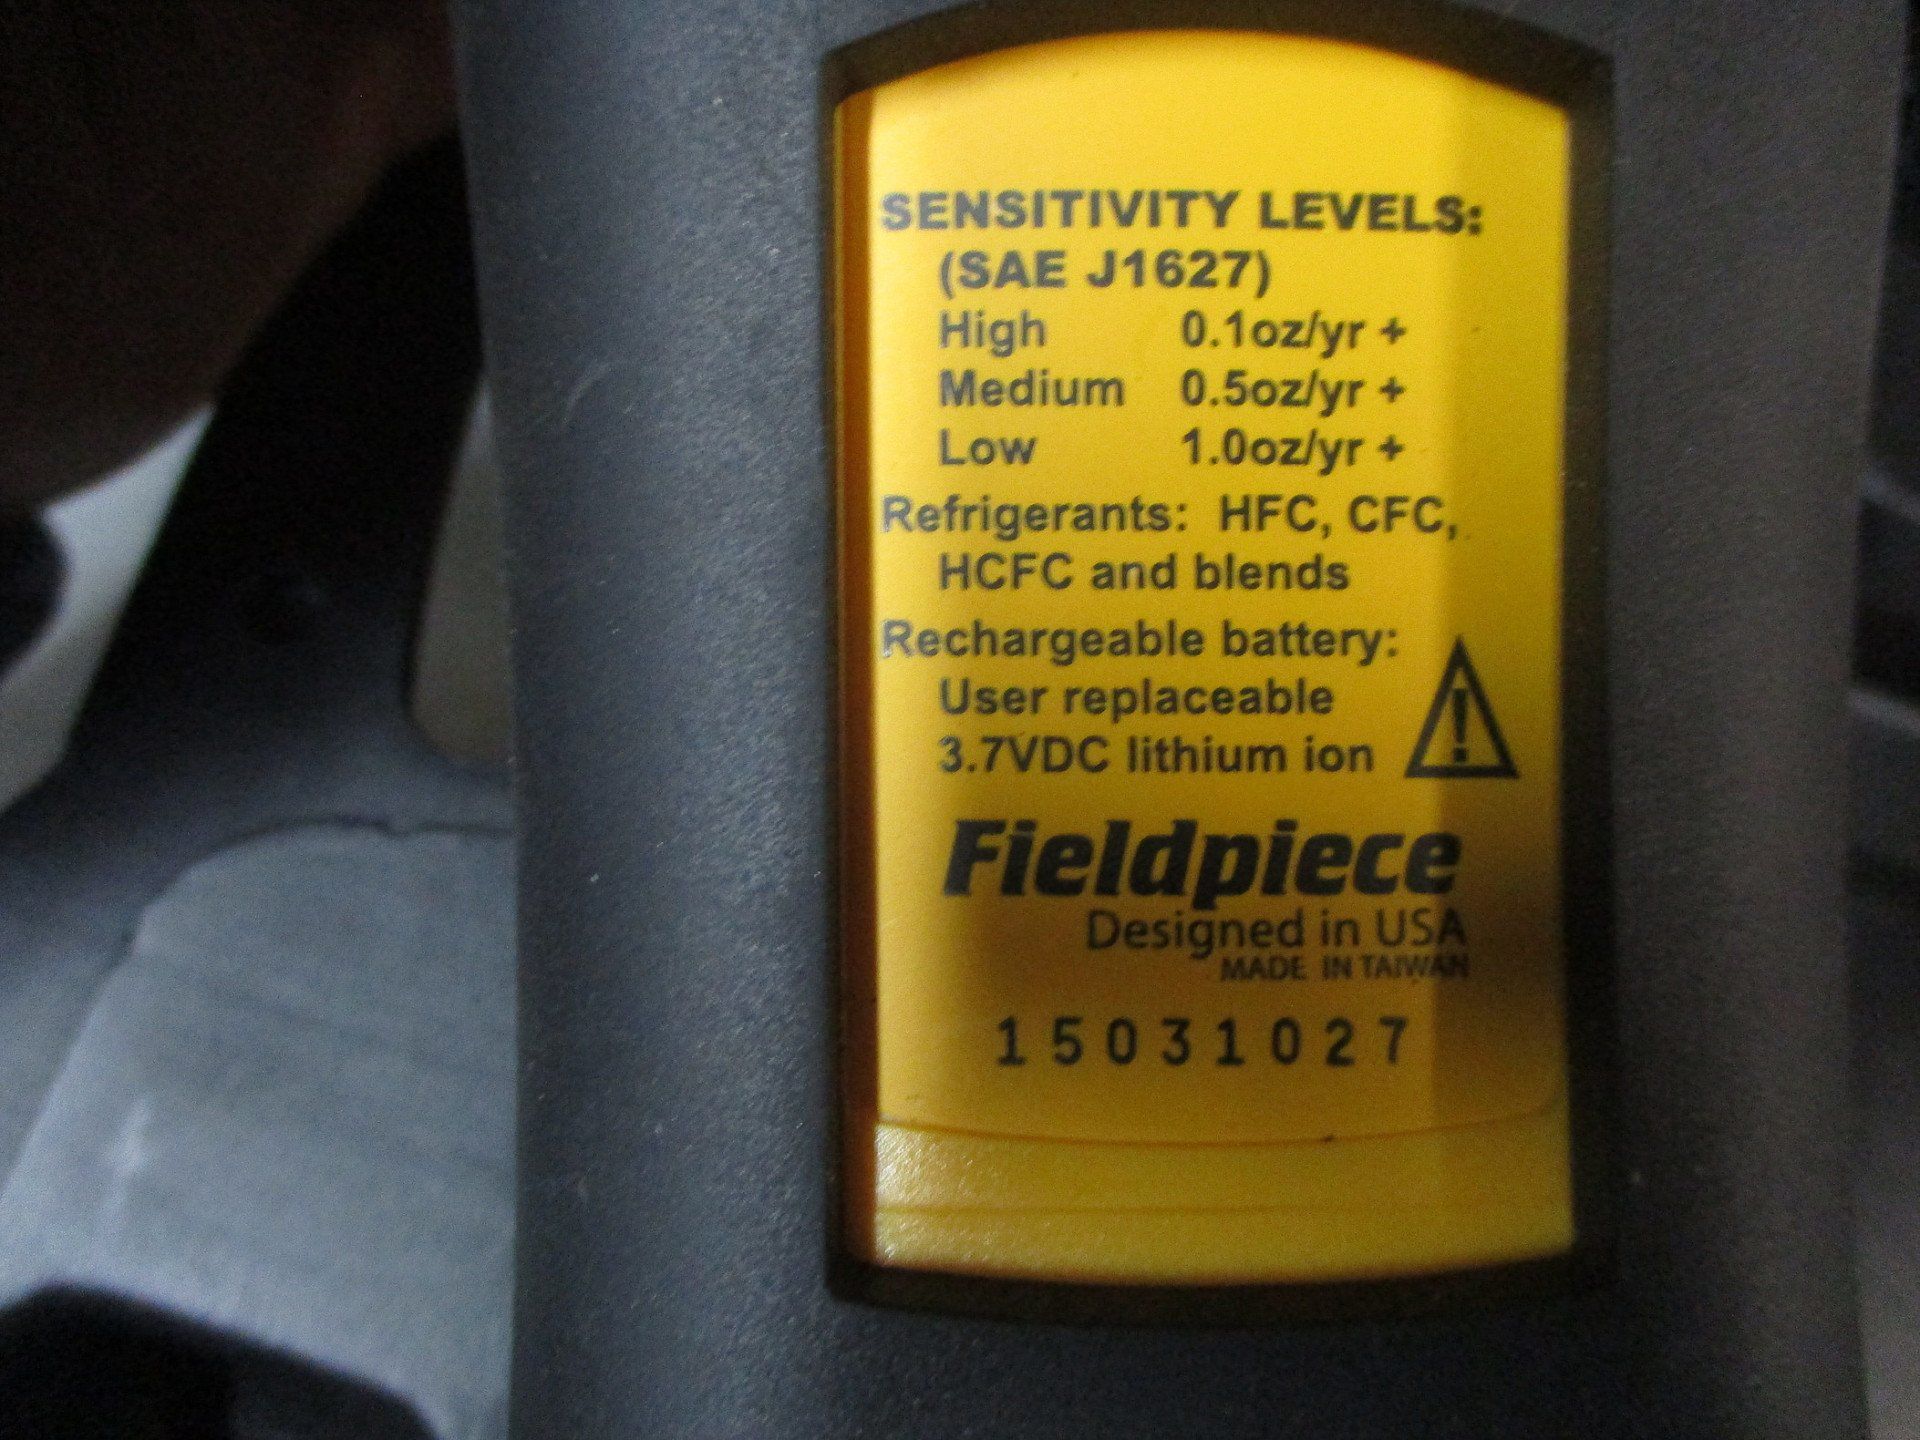 SENSITIVITY LEVELS:
(SAE J1627)
High 0.1oz/yr +
Medium 0.5oz/yr +
Low 1.0oz/yr +
Refrigerants: HFC, CFC,
HCFC and blends
Rechargeable battery:
User replaceable
3.7VDC lithium ion
Fieldpiece
Designed in USA
MADE IN TAIWAN
15031027